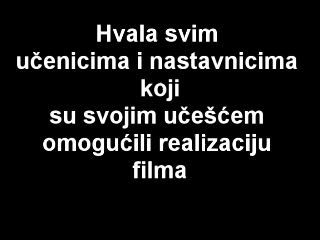 Hvala svim
učenicima i nastavnicima
koji
su svojim učešćem
omogućili realizaciju
filma